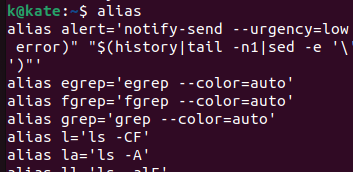 k@kate:~$ alias
alias alert='notify-send --urgency=low
 error)" "$(history|tail -n1|sed -e '\'
')"'
alias egrep='egrep --color=auto'
alias fgrep='fgrep --color=auto'
alias grep='grep --color=auto'
alias l='ls -CF'
alias la='ls -A'
alias ll='ls -alF'